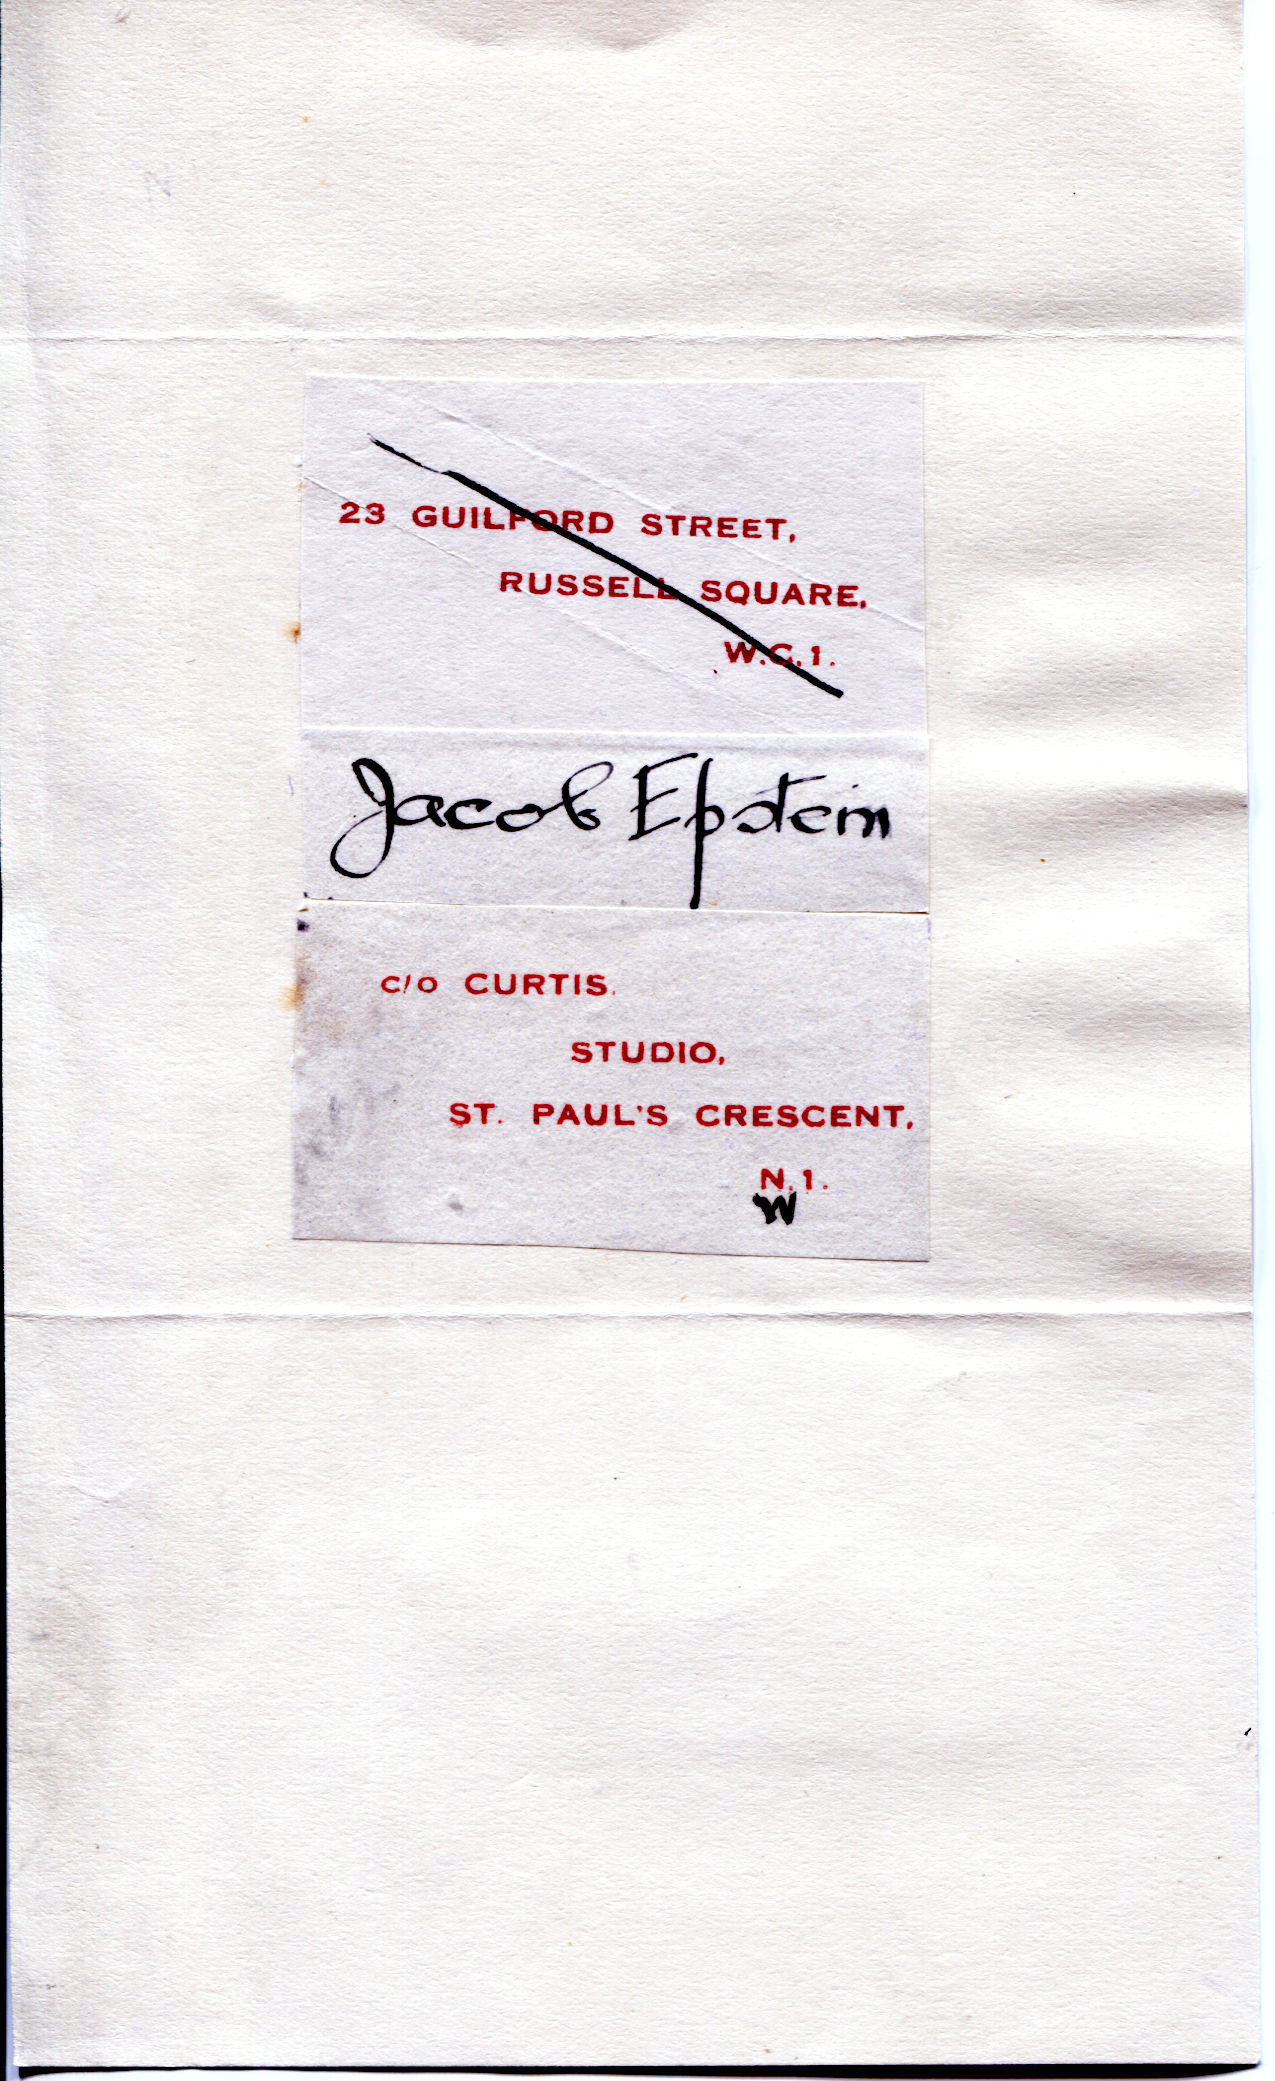 23 GUILFORD STREET,
RUSSELL SQUARE,
W.C.1.
Jacob Epstein
c/o CURTIS.
STUDIO,
ST. PAUL'S CRESCENT,
N.1.
W